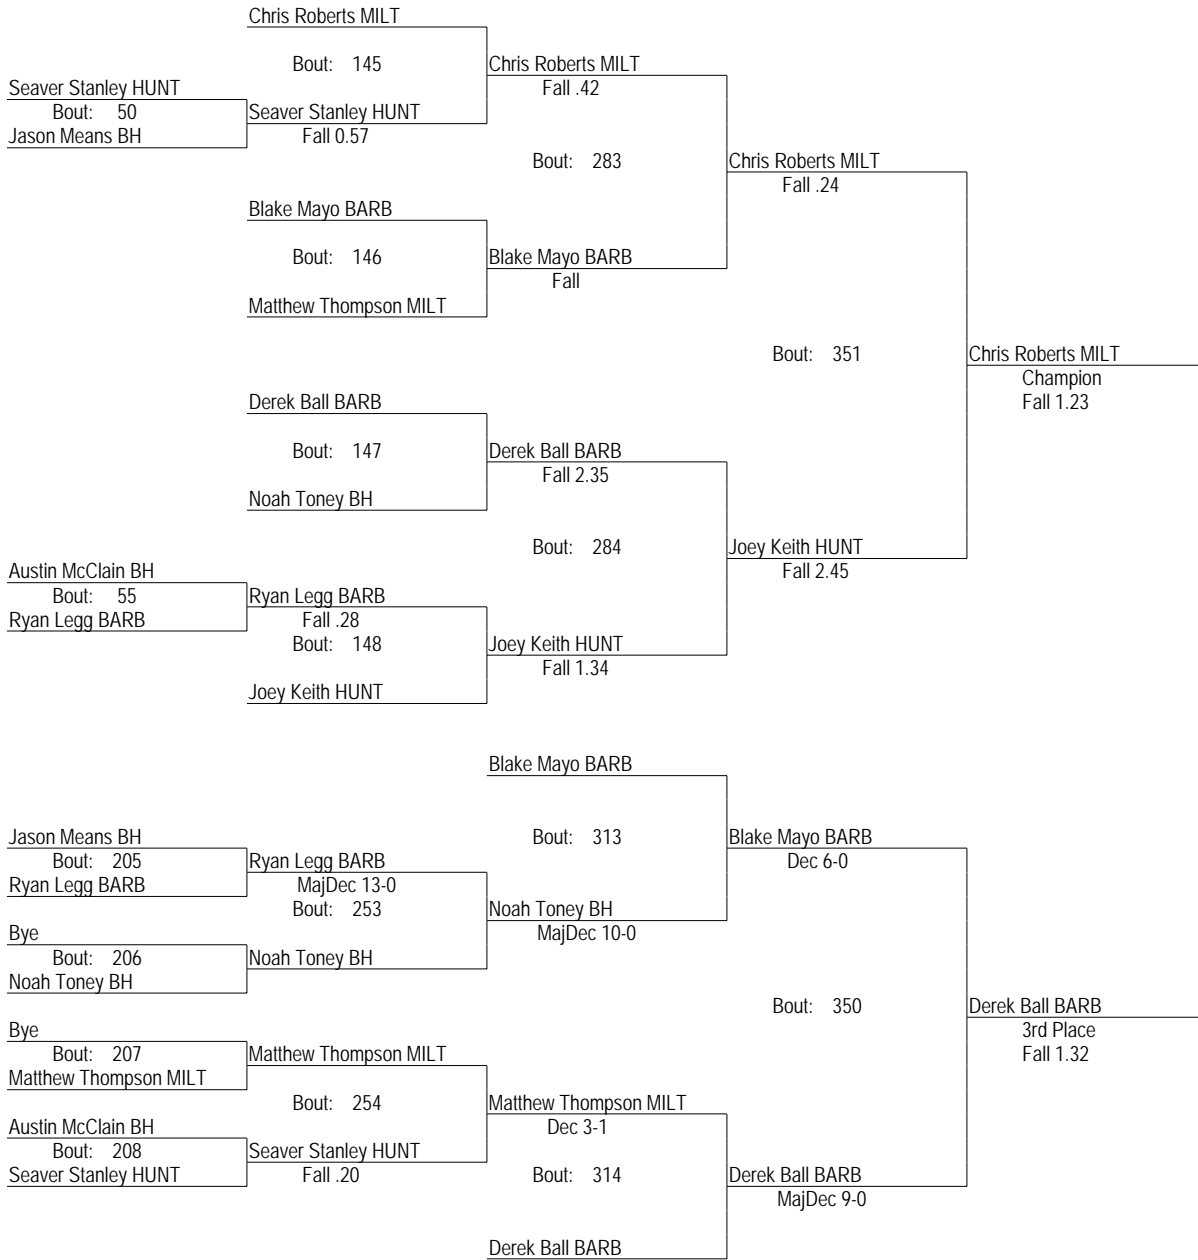 Chris Roberts MILT
Bout: 145
Chris Roberts MILT
Seaver Stanley HUNT
Fall .42
Bout: 50
Seaver Stanley HUNT
Jason Means BH
Fall 0.57
Bout: 283
Chris Roberts MILT
Fall .24
Blake Mayo BARB
Bout: 146
Blake Mayo BARB
Fall
Matthew Thompson MILT
Bout: 351
Chris Roberts MILT
Champion
Derek Ball BARB
Fall 1.23
Bout: 147
Derek Ball BARB
Fall 2.35
Noah Toney BH
Bout: 284
Joey Keith HUNT
Austin McClain BH
Fall 2.45
Bout: 55
Ryan Legg BARB
Ryan Legg BARB
Fall .28
Bout: 148
Joey Keith HUNT
Fall 1.34
Joey Keith HUNT
Blake Mayo BARB
Jason Means BH
Bout: 313
Blake Mayo BARB
Bout: 205
Ryan Legg BARB
Dec 6-0
Ryan Legg BARB
MajDec 13-0
Bout: 253
Noah Toney BH
Bye
MajDec 10-0
Bout: 206
Noah Toney BH
Noah Toney BH
Bout: 350
Derek Ball BARB
Bye
3rd Place
Bout: 207
Matthew Thompson MILT
Fall 1.32
Matthew Thompson MILT
Bout: 254
Matthew Thompson MILT
Austin McClain BH
Dec 3-1
Bout: 208
Seaver Stanley HUNT
Seaver Stanley HUNT
Fall .20
Bout: 314
Derek Ball BARB
MajDec 9-0
Derek Ball BARB